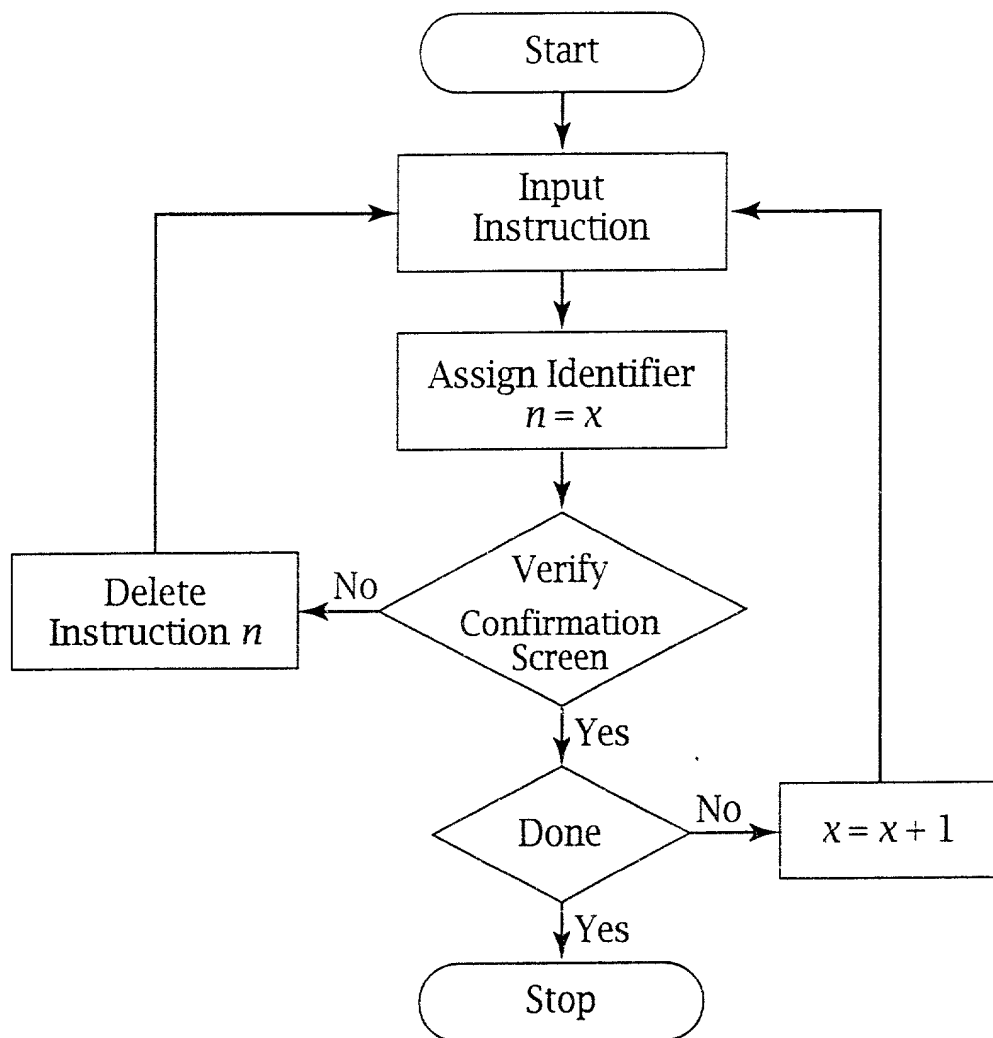 Start
Input
Instruction
Assign Identifier
n = x
Verify
Confirmation
Screen
No
Delete
Instruction n
Yes
Done
No
x = x + 1
Yes
Stop